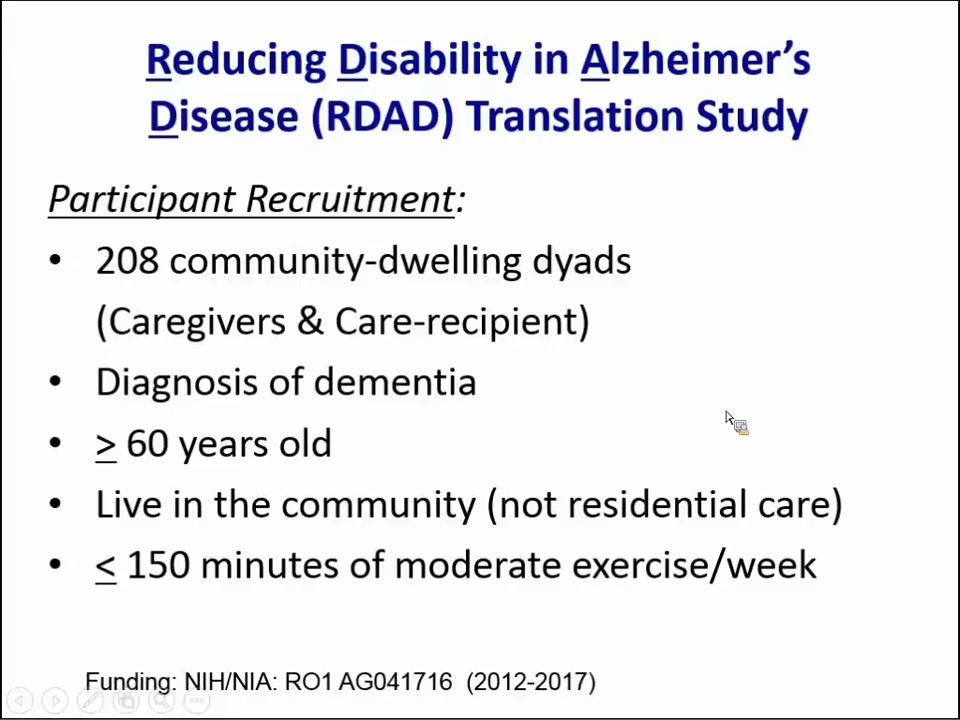 Reducing Disability in Alzheimer's
Disease (RDAD) Translation Study
Participant Recruitment:
• 208 community-dwelling dyads
(Caregivers & Care-recipient)
• Diagnosis of dementia
• > 60 years old
• Live in the community (not residential care)
• < 150 minutes of moderate exercise/week
Funding: NIH/NIA: RO1 AG041716 (2012-2017)